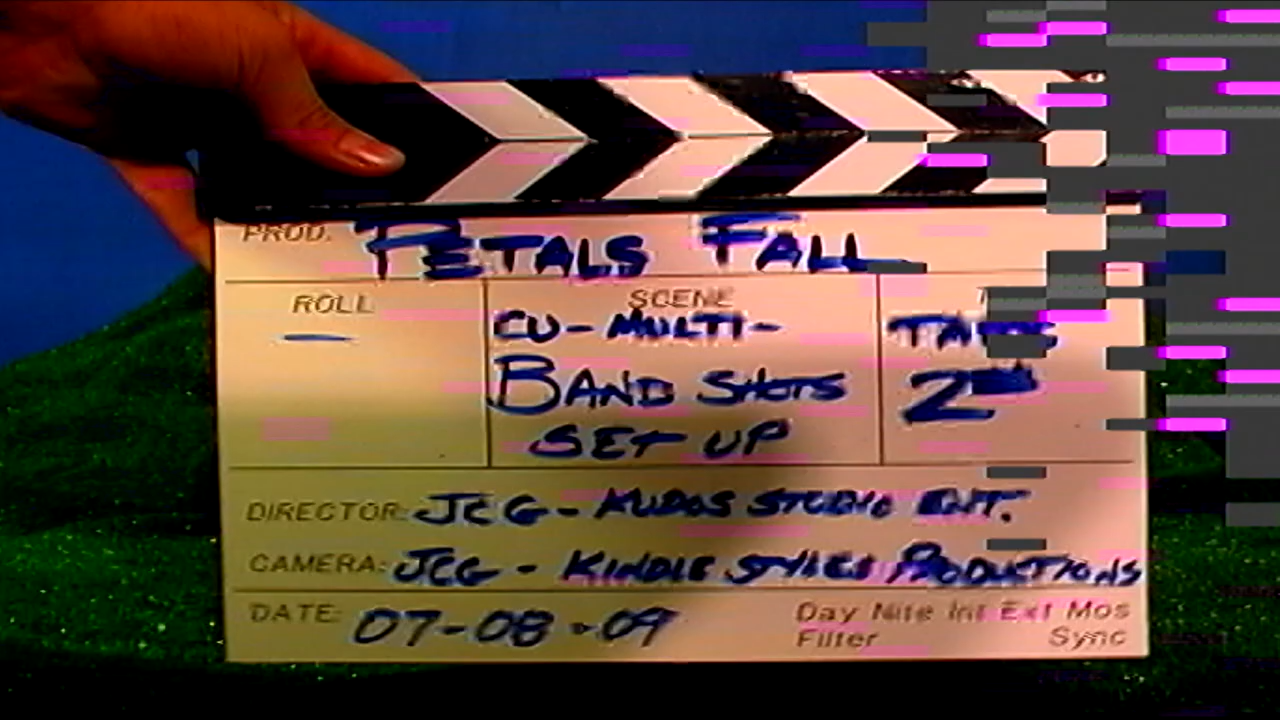 PROD. PETALS FALL
ROLL
—
SCENE
CU-MULTI-
BAND SHOTS
SET UP
2
DIRECTOR: JCG - KUDOS STUDIO ENT.
CAMERA: JCG - KINDLE STYLES PRODUCTIONS
DATE: 07-08-09
Day Nite Int Ext Mos
Filter Sync